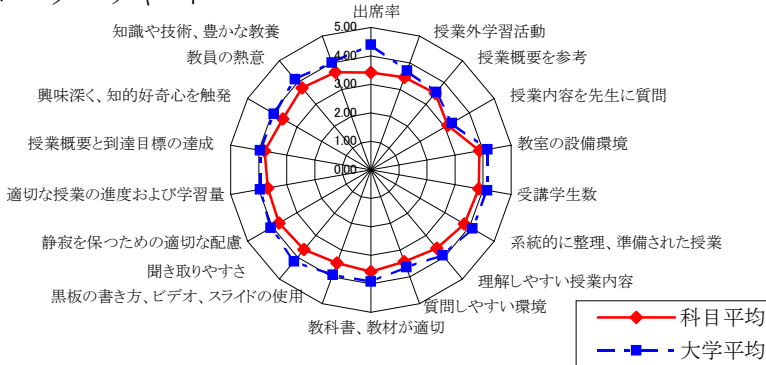 出席率
授業外学習活動
授業概要を参考
授業内容を先生に質問
教室の設備環境
受講学生数
系統的に整理、準備された授業
理解しやすい授業内容
質問しやすい環境
教科書、教材が適切
黒板の書き方、ビデオ、スライドの使用
聞き取りやすさ
静寂を保つための適切な配慮
適切な授業の進度および学習量
授業概要と到達目標の達成
興味深く、知的好奇心を触発
教員の熱意
知識や技術、豊かな教養
5.00
4.00
3.00
2.00
1.00
0.00
科目平均
大学平均